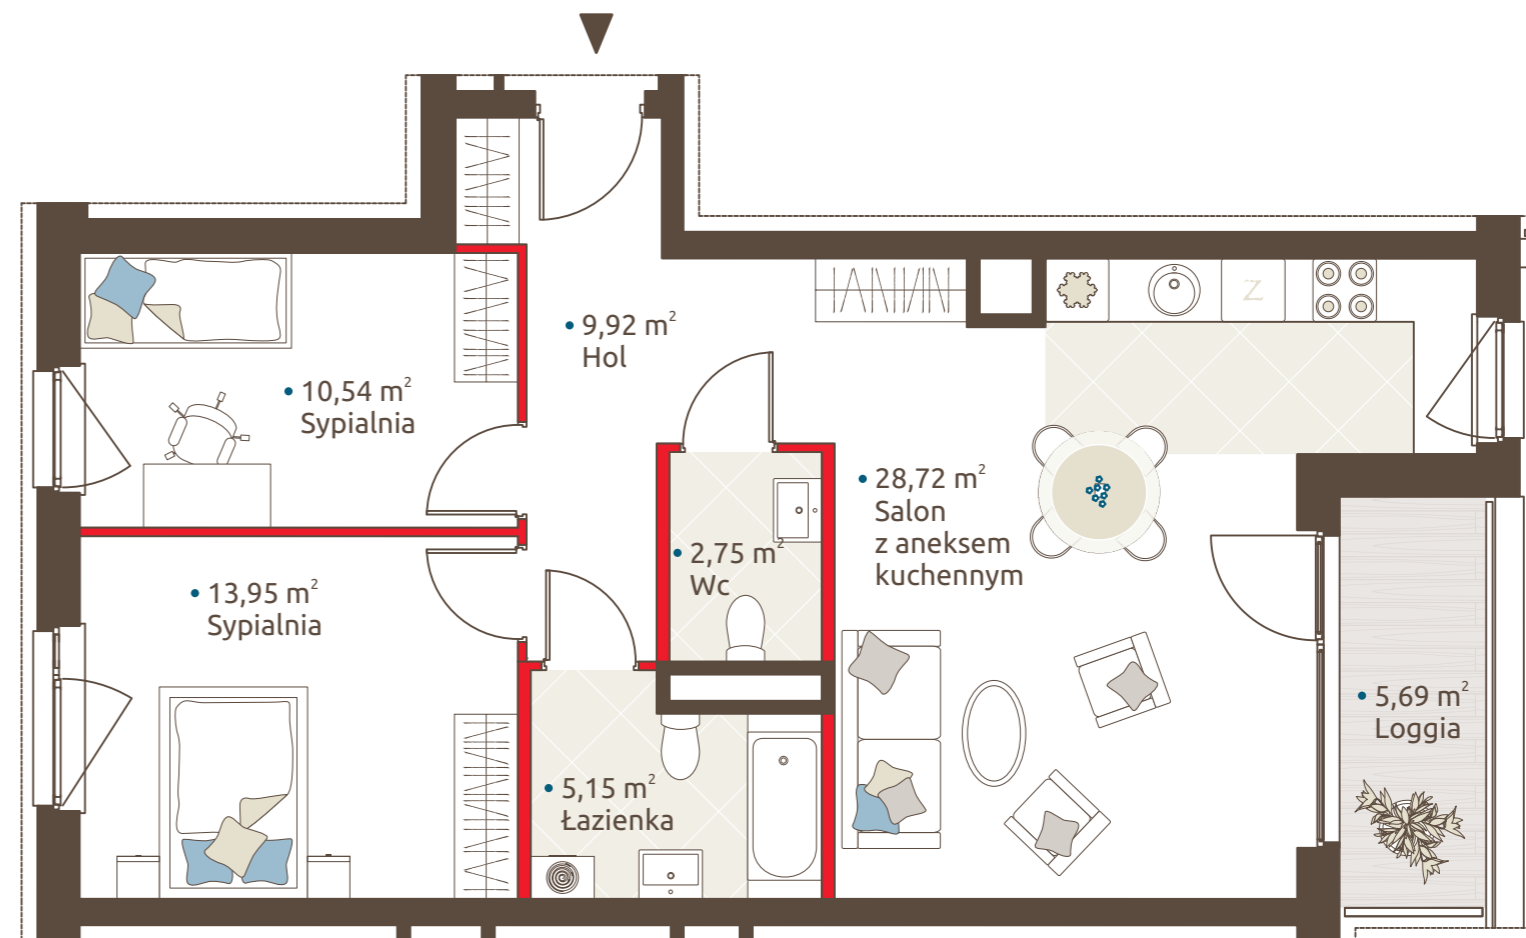 • 9,92 m²
Hol
• 10,54 m²
Sypialnia
Z
• 28,72 m²
Salon
z aneksem
kuchennym
• 2,75 m²
Wc
• 13,95 m²
Sypialnia
• 5,69 m²
Loggia
• 5,15 m²
Łazienka